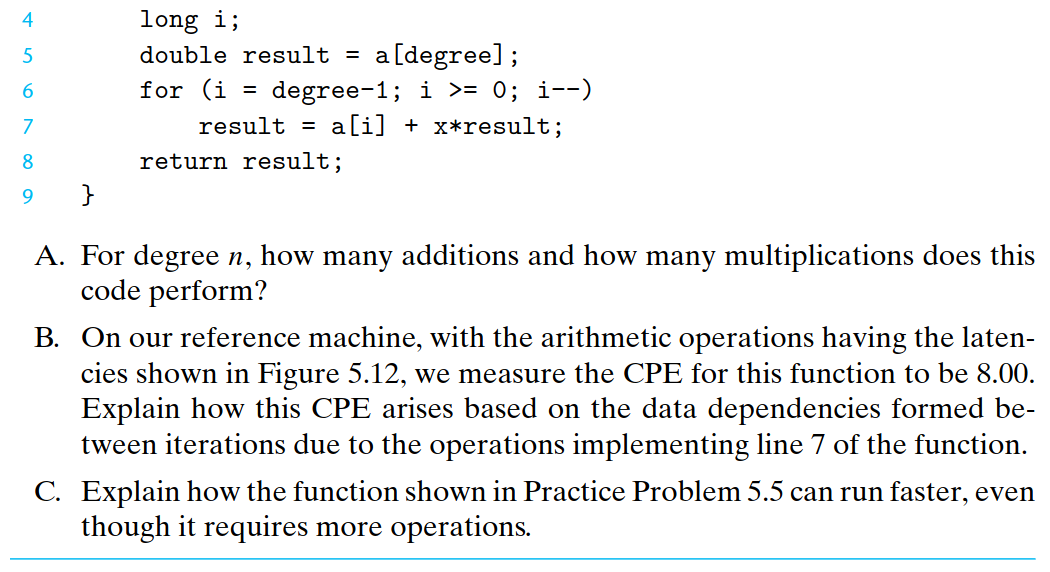 4 long i;
5 double result = a[degree];
6 for (i = degree-1; i >= 0; i--)
7 result = a[i] + x*result;
8 return result;
9 }
A. For degree n, how many additions and how many multiplications does this
code perform?
B. On our reference machine, with the arithmetic operations having the laten-
cies shown in Figure 5.12, we measure the CPE for this function to be 8.00.
Explain how this CPE arises based on the data dependencies formed be-
tween iterations due to the operations implementing line 7 of the function.
C. Explain how the function shown in Practice Problem 5.5 can run faster, even
though it requires more operations.